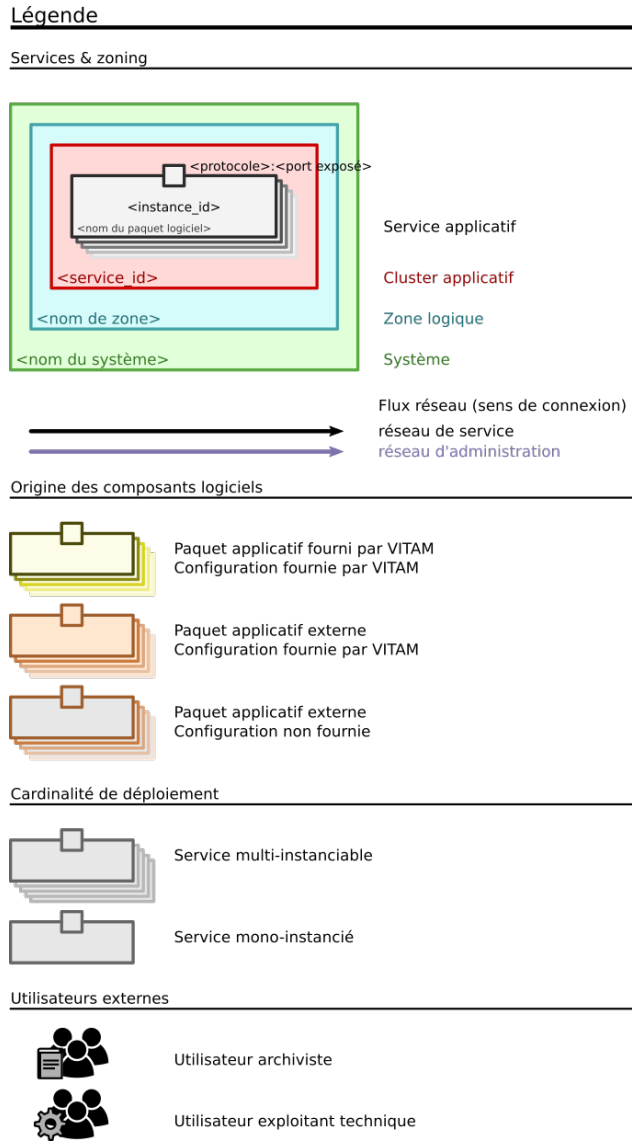 Légende
Services & zoning
<protocole>:<port exposé>
<instance_id>
<nom du paquet logiciel>
Service applicatif
<service_id>
Cluster applicatif
<nom de zone>
Zone logique
<nom du système>
Système
Flux réseau (sens de connexion)
réseau de service
réseau d'administration
Origine des composants logiciels
Paquet applicatif fourni par VITAM
Configuration fournie par VITAM
Paquet applicatif externe
Configuration fournie par VITAM
Paquet applicatif externe
Configuration non fournie
Cardinalité de déploiement
Service multi-instanciable
Service mono-instancié
Utilisateurs externes
Utilisateur archiviste
Utilisateur exploitant technique